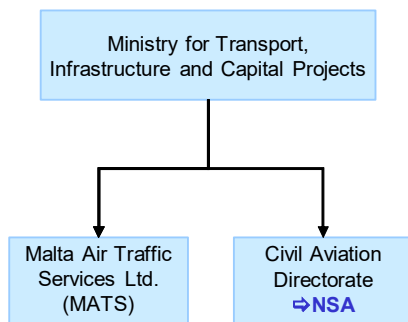 Ministry for Transport,
Infrastructure and Capital Projects
Malta Air Traffic
Services Ltd.
(MATS)
Civil Aviation
Directorate
⇨NSA